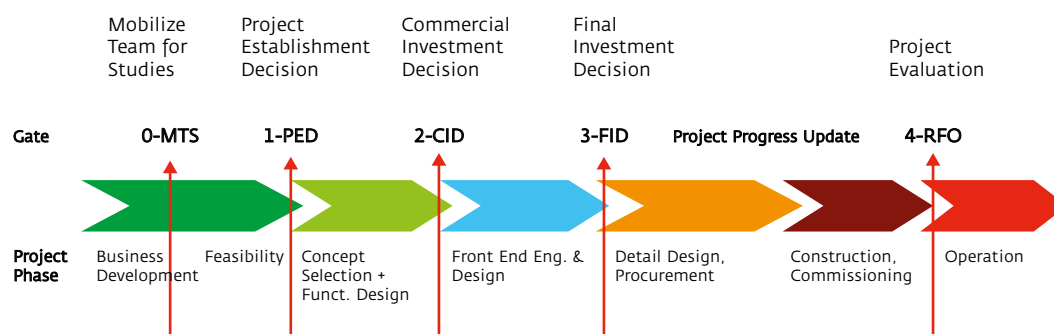 Mobilize
Team for
Studies
Project
Establishment
Decision
Commercial
Investment
Decision
Final
Investment
Decision
Project
Evaluation
Gate
0-MTS
1-PED
2-CID
3-FID
Project Progress Update
4-RFO
Project
Phase
Business
Development
Feasibility
Concept
Selection +
Funct. Design
Front End Eng. &
Design
Detail Design,
Procurement
Construction,
Commissioning
Operation